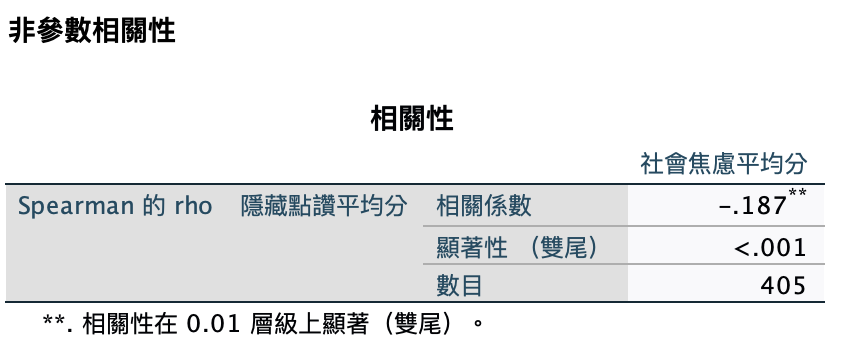 非參數相關性
相關性
社會焦慮平均分
Spearman 的 rho 隱藏點讚平均分 相關係數 -.187**
顯著性 （雙尾） <.001
數目 405
**. 相關性在 0.01 層級上顯著（雙尾）。